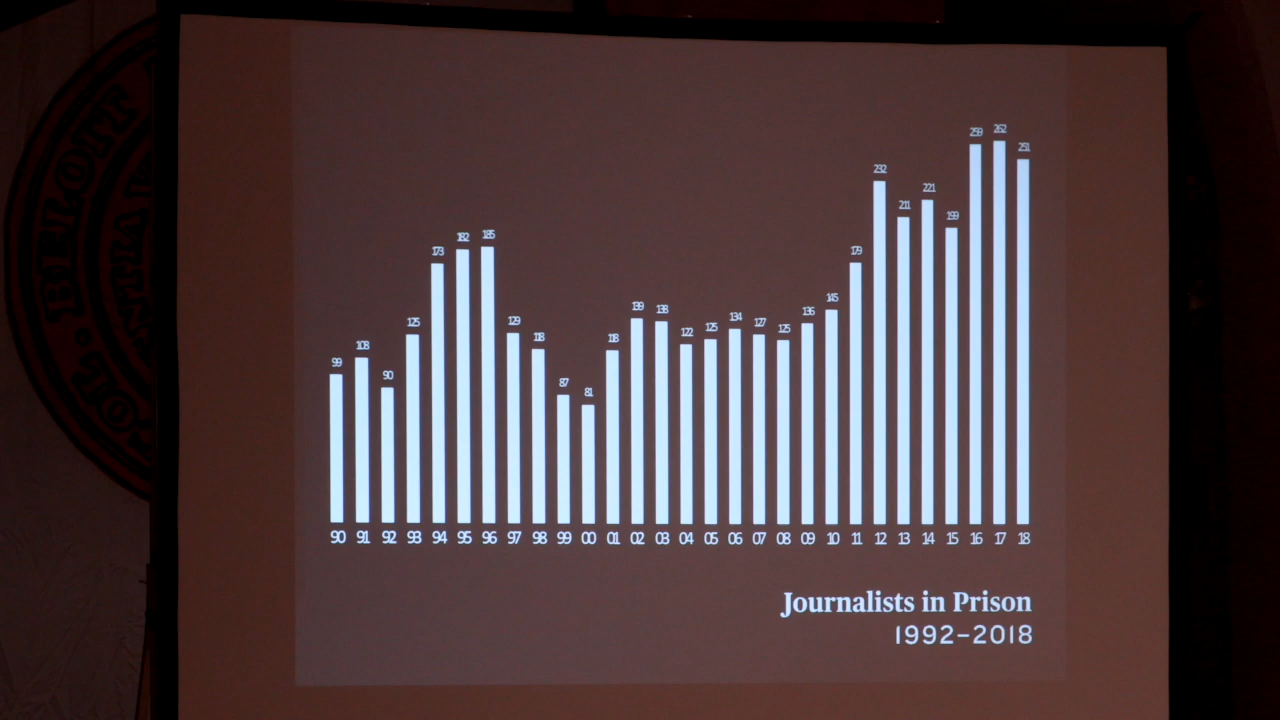 99 108 90 125 173 182 185 129 118 87 81 118 139 138 122 125 134 127 125 136 145 179 232 211 221 199 259 262 251
90 91 92 93 94 95 96 97 98 99 00 01 02 03 04 05 06 07 08 09 10 11 12 13 14 15 16 17 18
Journalists in Prison
1992–2018
BELOIT